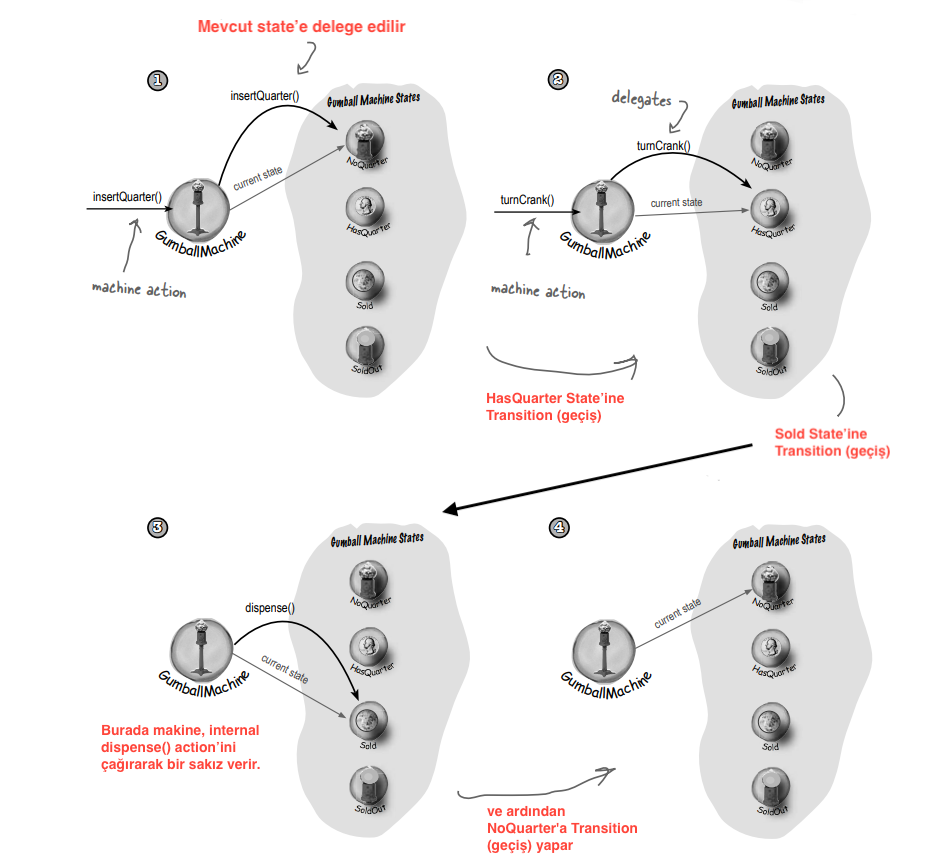 Mevcut state'e delege edilir
1
insertQuarter()
Gumball Machine States
NoQuarter
current state
insertQuarter()
HasQuarter
GumballMachine
machine action
Sold
SoldOut
2
delegates
Gumball Machine States
turnCrank()
NoQuarter
turnCrank()
current state
HasQuarter
GumballMachine
machine action
Sold
SoldOut
HasQuarter State'ine
Transition (geçiş)
Sold State'ine
Transition (geçiş)
3
Gumball Machine States
NoQuarter
dispense()
current state
HasQuarter
GumballMachine
Sold
Burada makine, internal
dispense() action'ini
çağırarak bir sakız verir.
SoldOut
4
Gumball Machine States
NoQuarter
current state
HasQuarter
GumballMachine
Sold
SoldOut
ve ardından
NoQuarter'a Transition
(geçiş) yapar